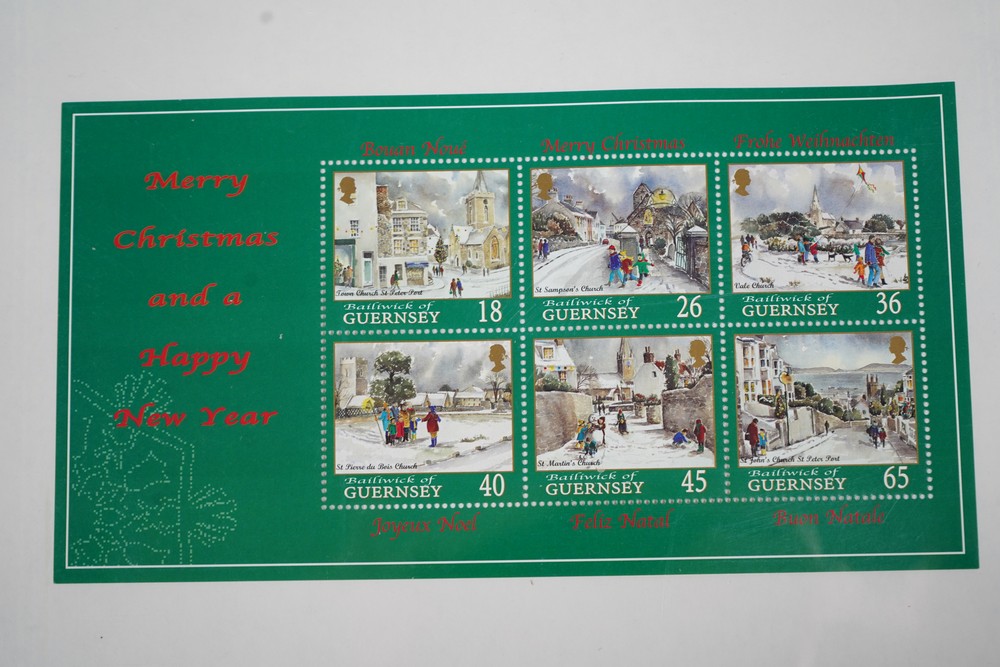 Merry
Christmas
and a
Happy
New Year
Bouan Noué
Merry Christmas
Frohe Weihnachten
Town Church St Peter Port
Bailiwick of
GUERNSEY 18
St Sampson's Church
Bailiwick of
GUERNSEY 26
Vale Church
Bailiwick of
GUERNSEY 36
St Pierre du Bois Church
Bailiwick of
GUERNSEY 40
St Martin's Church
Bailiwick of
GUERNSEY 45
St John's Church St Peter Port
Bailiwick of
GUERNSEY 65
Joyeux Noel
Feliz Natal
Buon Natale